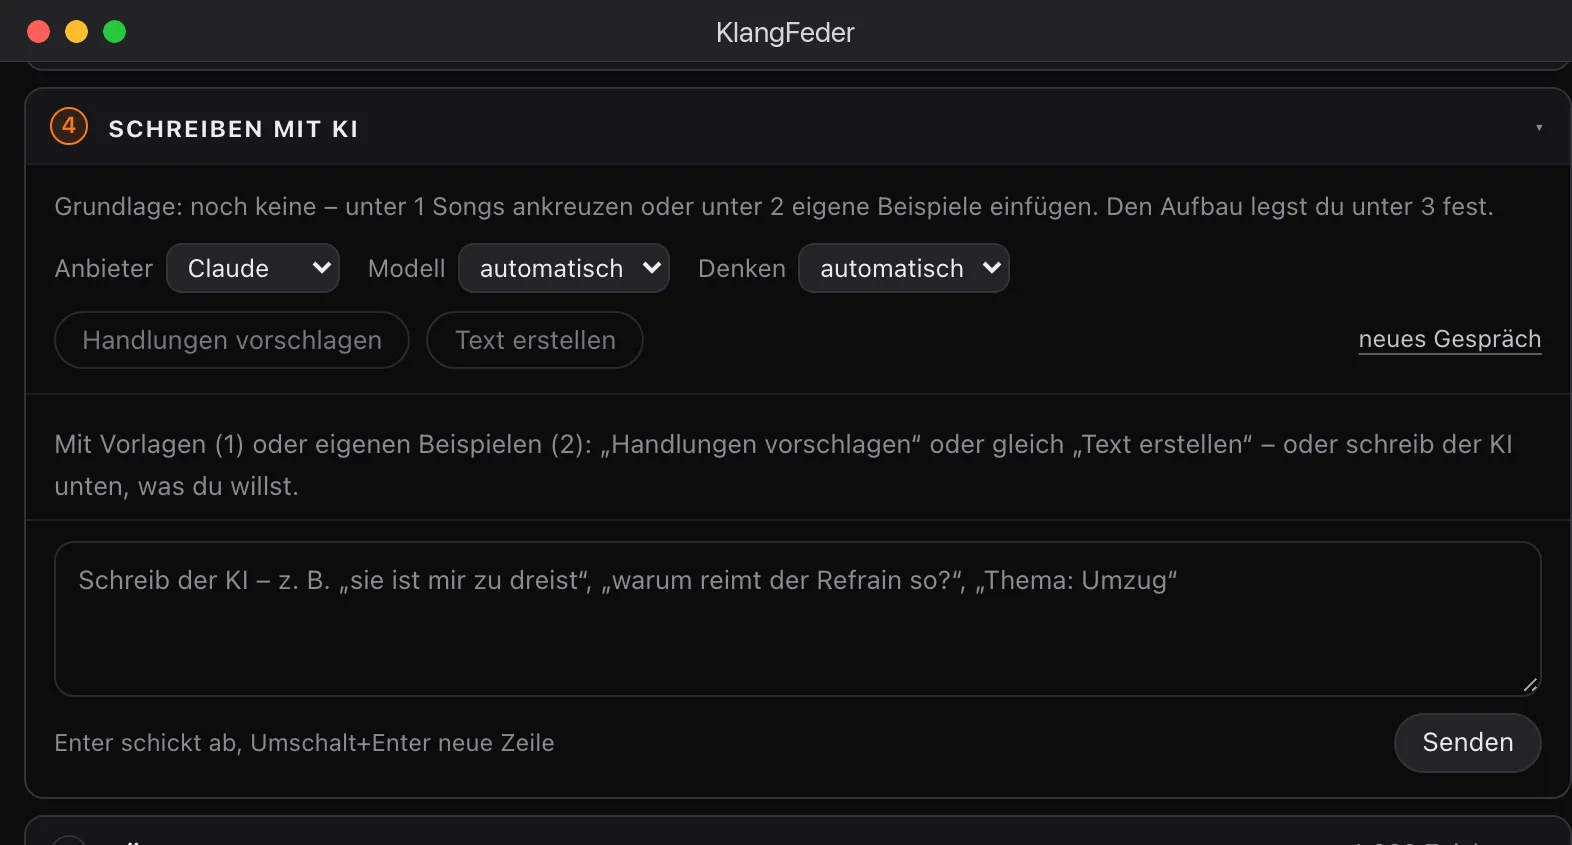 KlangFeder
4 SCHREIBEN MIT KI
Grundlage: noch keine – unter 1 Songs ankreuzen oder unter 2 eigene Beispiele einfügen. Den Aufbau legst du unter 3 fest.
Anbieter Claude Modell automatisch Denken automatisch
Handlungen vorschlagen Text erstellen neues Gespräch
Mit Vorlagen (1) oder eigenen Beispielen (2): „Handlungen vorschlagen“ oder gleich „Text erstellen“ – oder schreib der KI
unten, was du willst.
Schreib der KI – z. B. „sie ist mir zu dreist“, „warum reimt der Refrain so?“, „Thema: Umzug“
Enter schickt ab, Umschalt+Enter neue Zeile Senden